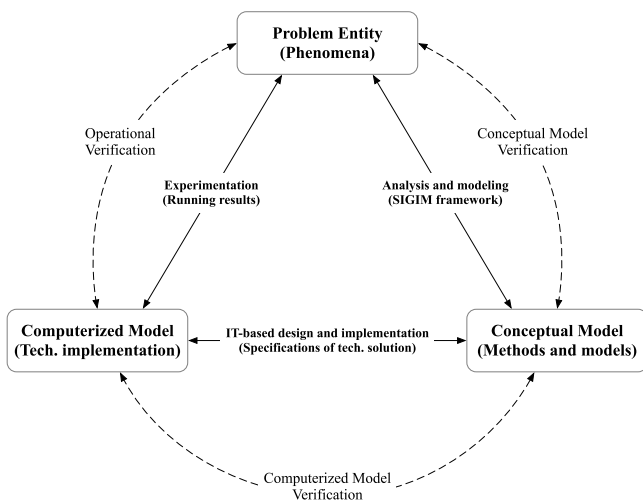 Problem Entity
(Phenomena)
Operational
Verification
Conceptual Model
Verification
Experimentation
(Running results)
Analysis and modeling
(SIGIM framework)
Computerized Model
(Tech. implementation)
IT-based design and implementation
(Specifications of tech. solution)
Conceptual Model
(Methods and models)
Computerized Model
Verification